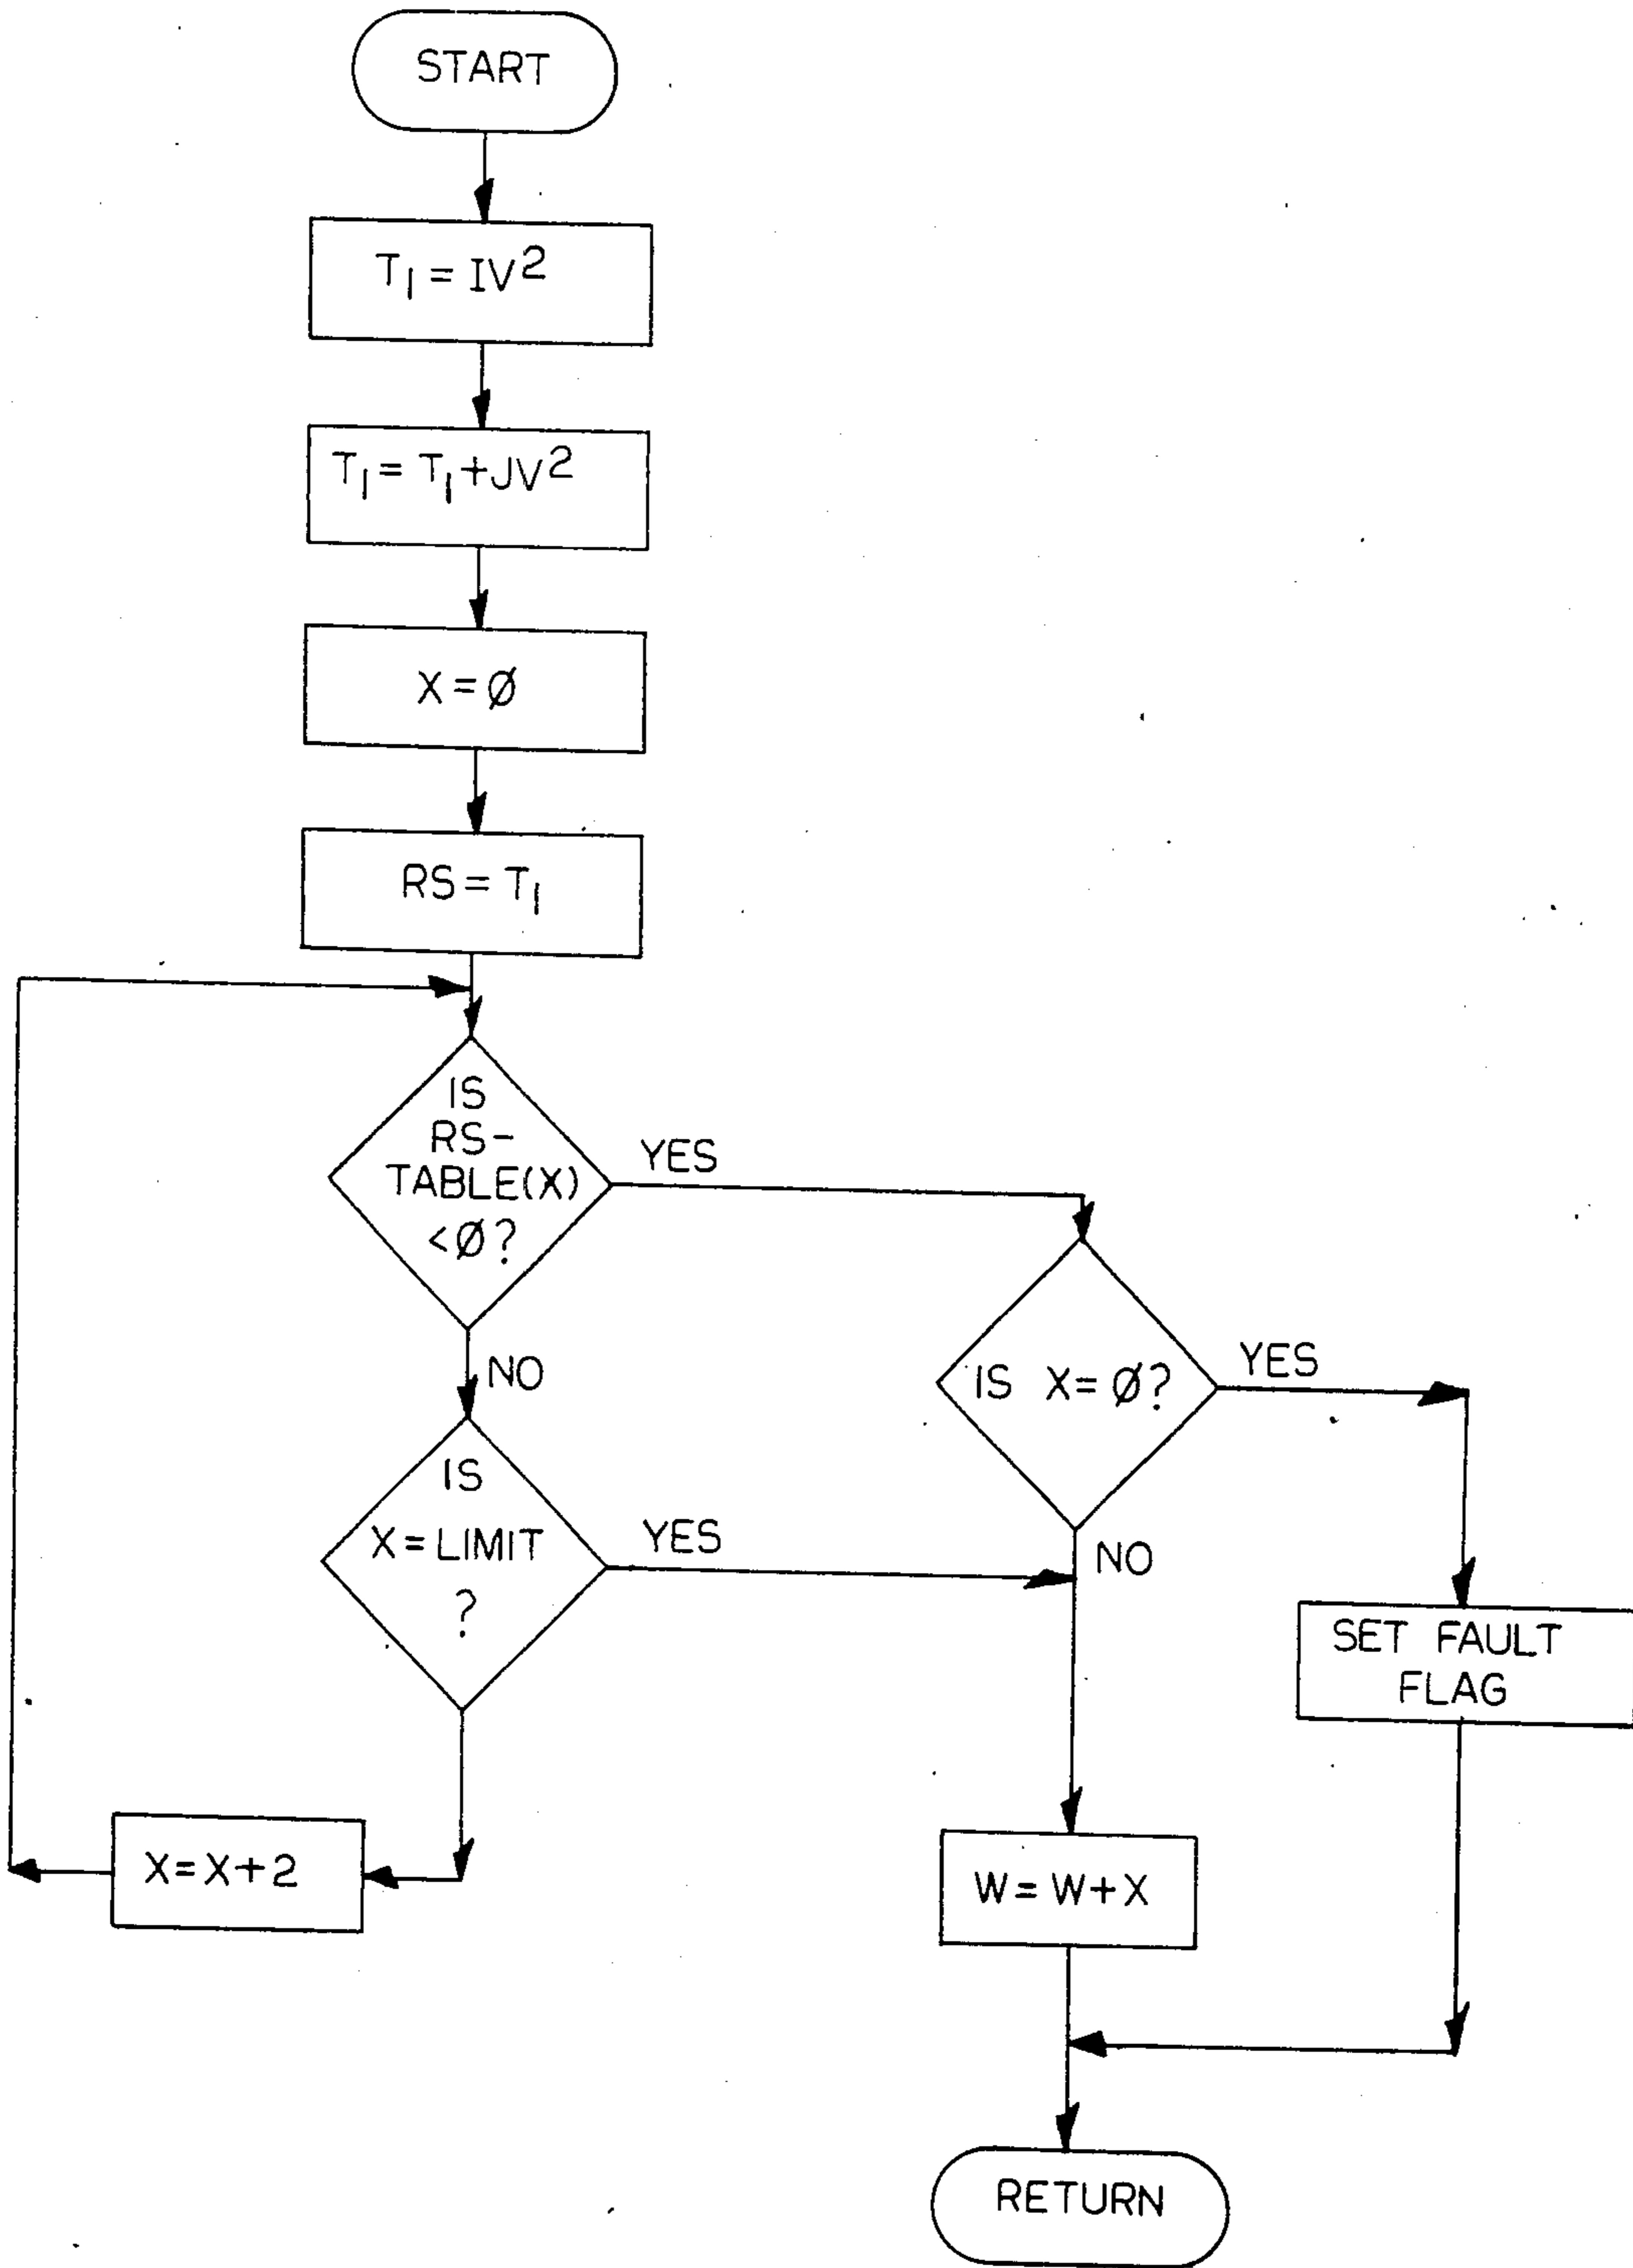 START
T₁ = IV²
T₁ = T₁ + JV²
X = Ø
RS = T₁
IS
RS-
TABLE(X)
<Ø?
YES
NO
IS X = Ø?
YES
NO
IS
X = LIMIT
?
YES
SET FAULT
FLAG
X = X + 2
W = W + X
RETURN